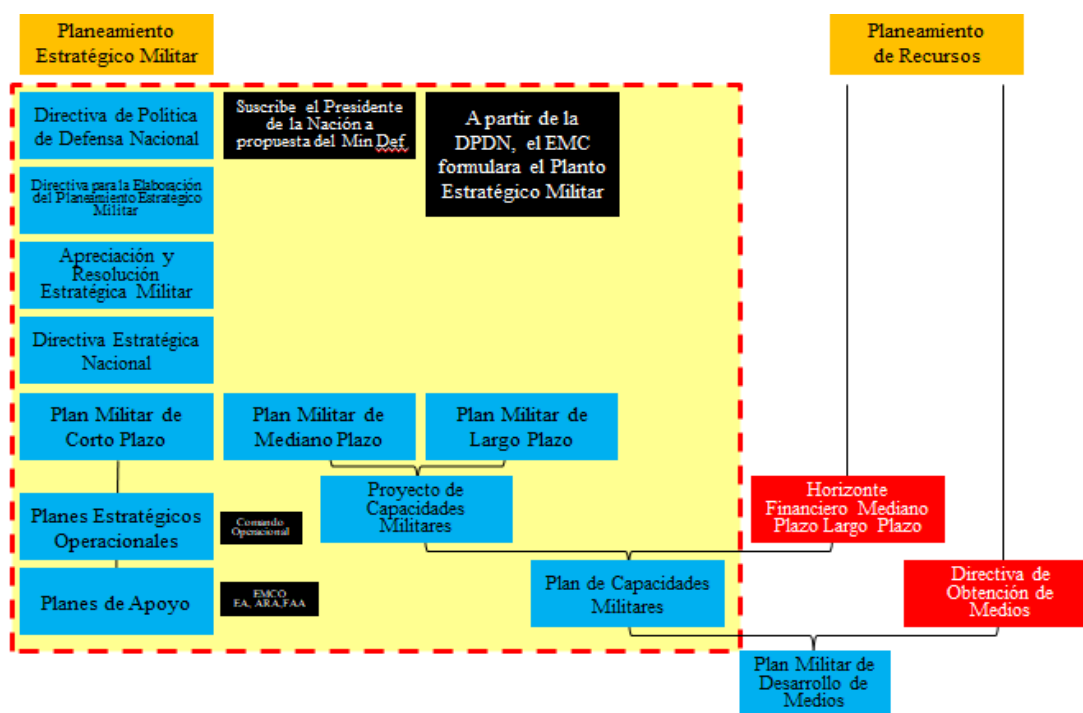 Planeamiento
Estratégico Militar
Planeamiento
de Recursos
Directiva de Política
de Defensa Nacional
Suscribe el Presidente
de la Nación a
propuesta del Min Def
A partir de la
DPDN, el EMC
formulara el Planto
Estratégico Militar
Directiva para la Elaboración
del Planeamiento Estratégico
Militar
Apreciación y
Resolución
Estratégica Militar
Directiva Estratégica
Nacional
Plan Militar de
Corto Plazo
Plan Militar de
Mediano Plazo
Plan Militar de
Largo Plazo
Proyecto de
Capacidades
Militares
Horizonte
Financiero Mediano
Plazo Largo Plazo
Planes Estratégicos
Operacionales
Comando
Operacional
Plan de Capacidades
Militares
Directiva de
Obtención de
Medios
Planes de Apoyo
EMCO
EA, ARA,FAA
Plan Militar de
Desarrollo de
Medios